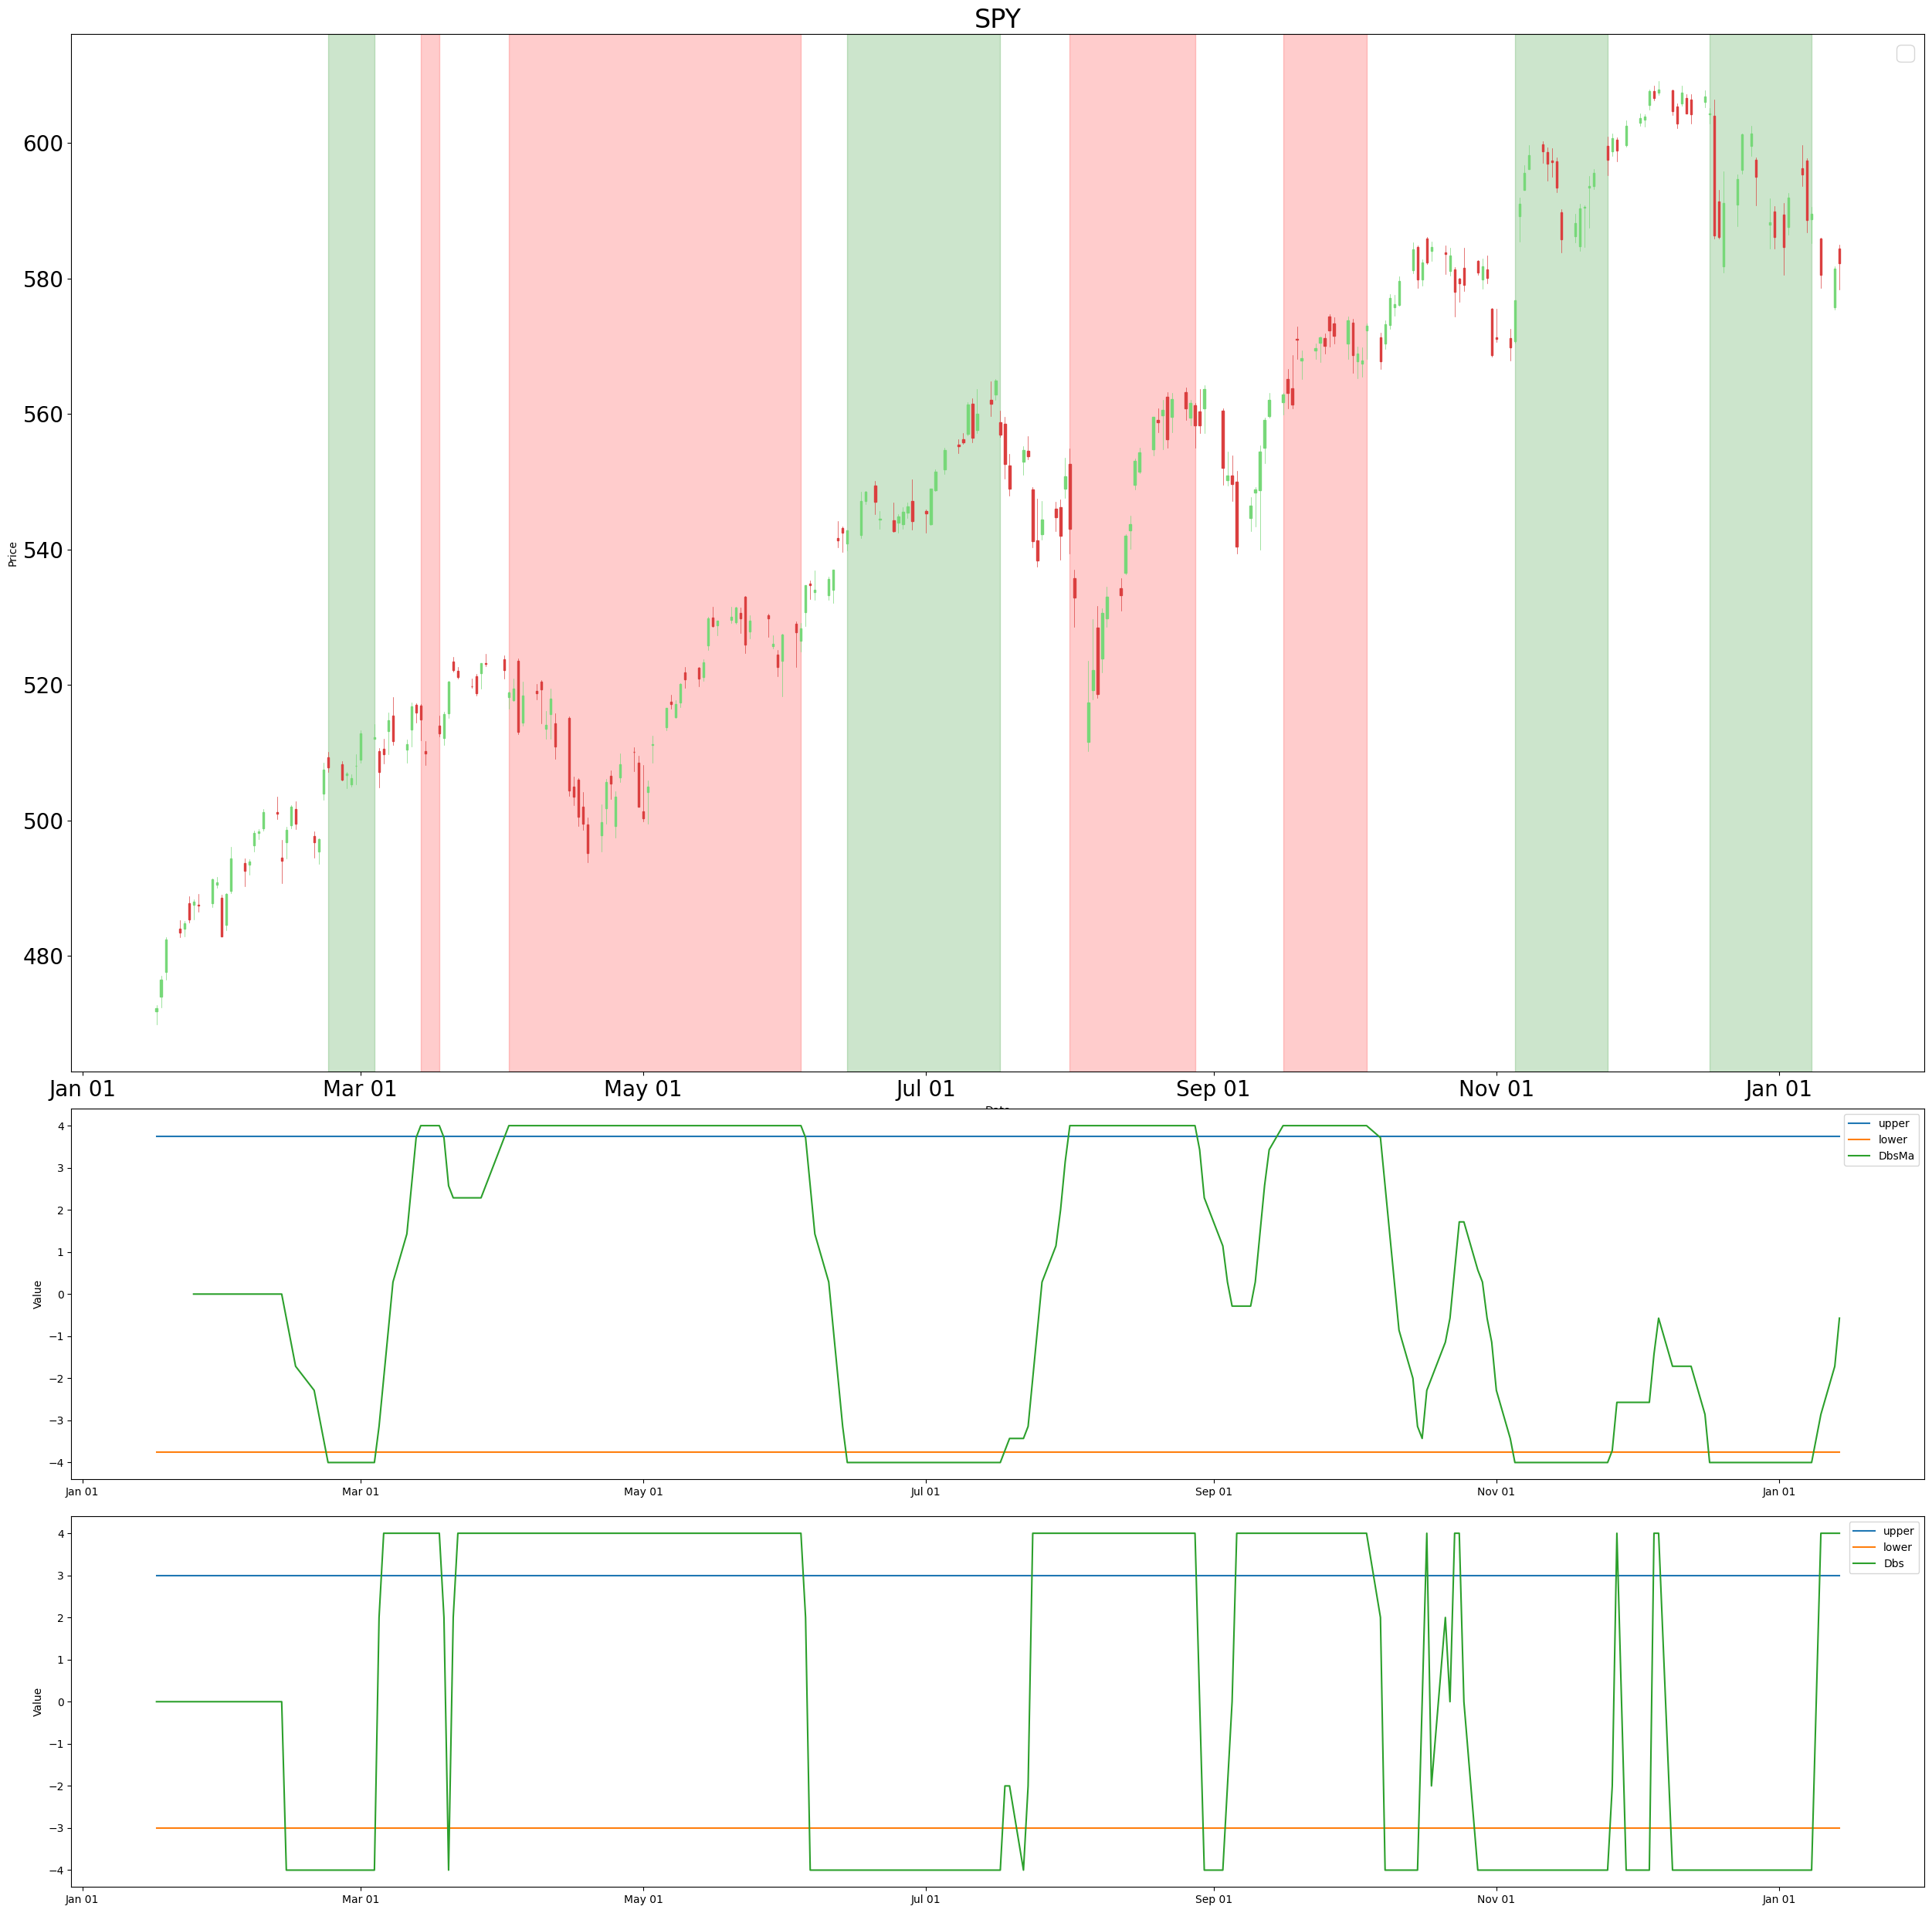 SPY
600
580
560
540
520
500
480
Price
Jan 01 Mar 01 May 01 Jul 01 Sep 01 Nov 01 Jan 01
Date
4
3
2
1
0
−1
−2
−3
−4
Value
upper
lower
DbsMa
Jan 01 Mar 01 May 01 Jul 01 Sep 01 Nov 01 Jan 01
4
3
2
1
0
−1
−2
−3
−4
Value
upper
lower
Dbs
Jan 01 Mar 01 May 01 Jul 01 Sep 01 Nov 01 Jan 01